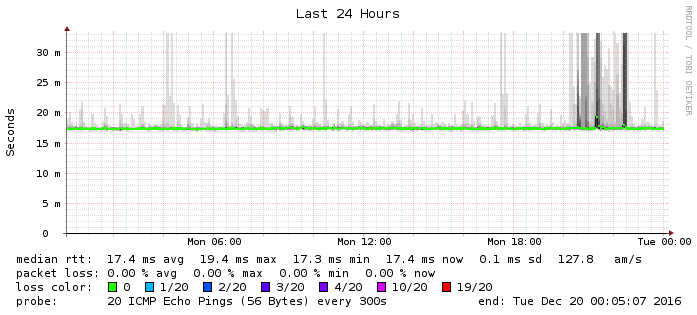 Last 24 Hours
RRDTOOL / TOBI OETIKER
Seconds
30 m
25 m
20 m
15 m
10 m
5 m
0
Mon 06:00 Mon 12:00 Mon 18:00 Tue 00:00
median rtt: 17.4 ms avg 19.4 ms max 17.3 ms min 17.4 ms now 0.1 ms sd 127.8 am/s
packet loss: 0.00 % avg 0.00 % max 0.00 % min 0.00 % now
loss color: 0 1/20 2/20 3/20 4/20 10/20 19/20
probe: 20 ICMP Echo Pings (56 Bytes) every 300s end: Tue Dec 20 00:05:07 2016